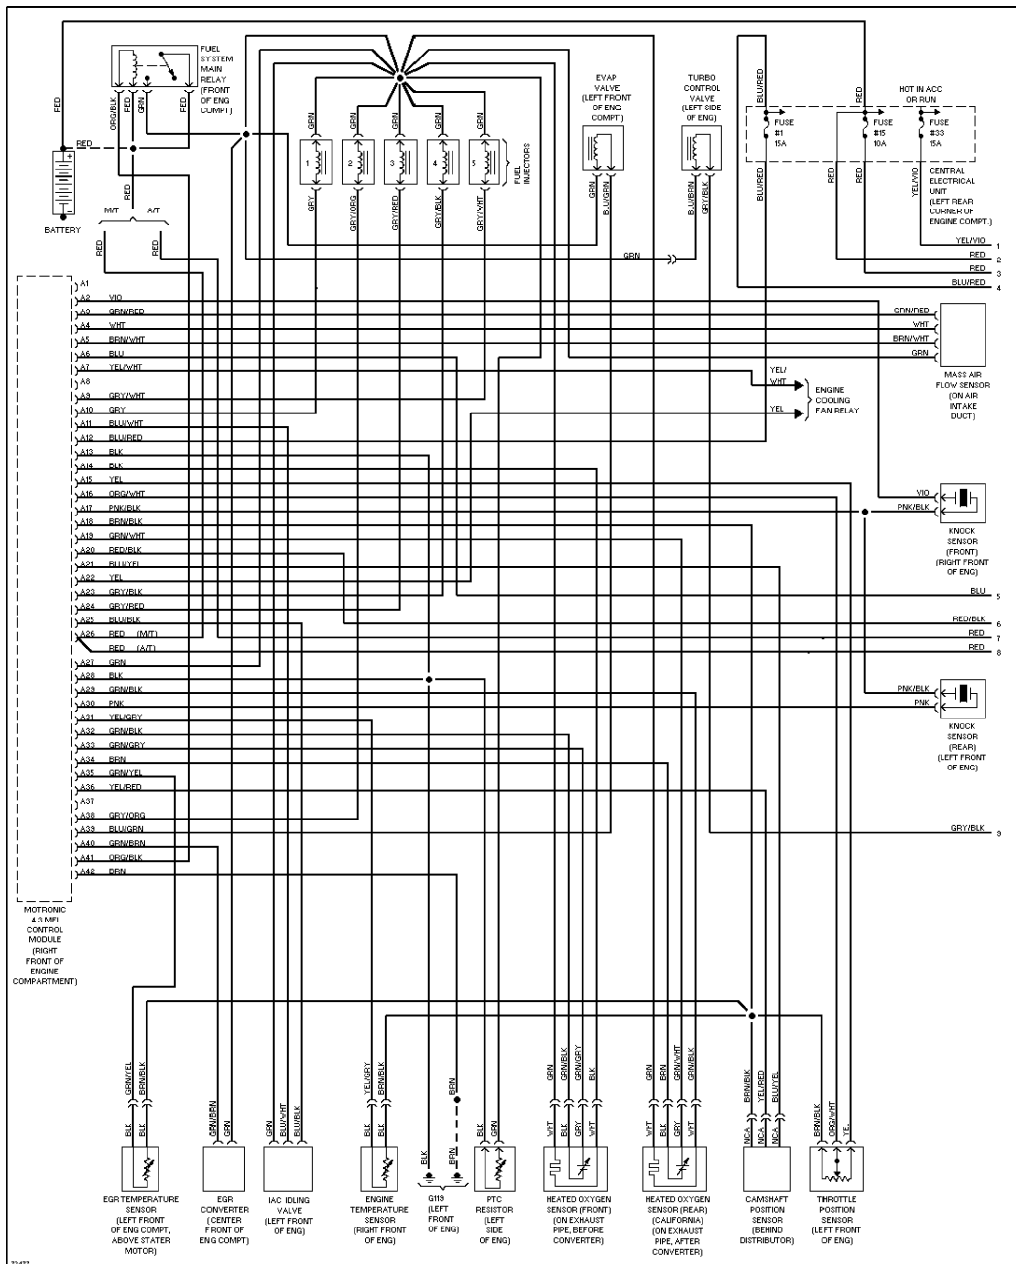 FUEL
SYSTEM
MAIN
RELAY
(FRONT
OF ENG
COMPT)
EVAP
VALVE
(LEFT FRONT
OF ENG
COMPT)
TURBO
CONTROL
VALVE
(LEFT SIDE
OF ENG)
HOT IN ACC
OR RUN
RED
ORG/BLK
RED
GRN
RED
BLU/RED
RED
FUSE
#1
15A
FUSE
#15
10A
FUSE
#33
15A
GRN
GRN
GRN
GRN
GRN
1
2
3
4
5
FUEL
INJECTORS
RED
RED
BATTERY
M/T
A/T
RED
RED
GRY
GRY/ORG
GRY/RED
GRY/BLK
GRY/WHT
GRN
BLU/GRN
BLU/BRN
GRY/BLK
BLU/RED
RED
RED
YEL/VIO
CENTRAL
ELECTRICAL
UNIT
(LEFT REAR
CORNER OF
ENGINE COMPT.)
GRN
YEL/VIO 1
RED 2
RED 3
BLU/RED 4
A1
A2 VIO
A3 GRN/RED
A4 WHT
A5 BRN/WHT
A6 BLU
A7 YEL/WHT
A8
A9 GRY/WHT
A10 GRY
A11 BLU/WHT
A12 BLU/RED
A13 BLK
A14 BLK
A15 YEL
A16 ORG/WHT
A17 PNK/BLK
A18 BRN/BLK
A19 GRN/WHT
A20 RED/BLK
A21 BLU/YEL
A22 YEL
A23 GRY/BLK
A24 GRY/RED
A25 BLU/BLK
A26 RED (M/T)
RED (A/T)
A27 GRN
A28 BLK
A29 GRN/BLK
A30 PNK
A31 YEL/GRY
A32 GRN/BLK
A33 GRN/GRY
A34 BRN
A35 GRN/YEL
A36 YEL/RED
A37
A38 GRY/ORG
A39 BLU/GRN
A40 GRN/BRN
A41 ORG/BLK
A42 BRN
MOTRONIC
4.3 MFI
CONTROL
MODULE
(RIGHT
FRONT OF
ENGINE
COMPARTMENT)
GRN/RED
WHT
BRN/WHT
GRN
MASS AIR
FLOW SENSOR
(ON AIR
INTAKE
DUCT)
YEL/
WHT
YEL
ENGINE
COOLING
FAN RELAY
VIO
PNK/BLK
KNOCK
SENSOR
(FRONT)
(RIGHT FRONT
OF ENG)
BLU 5
RED/BLK 6
RED 7
RED 8
PNK/BLK
PNK
KNOCK
SENSOR
(REAR)
(LEFT FRONT
OF ENG)
GRY/BLK 9
GRN/YEL
BRN/BLK
BLK
BLK
GRN/BRN
GRN
GRN
BLU/WHT
BLU/BLK
YEL/GRY
BRN/BLK
BLK
BLK
BLK
BRN
BRN
BLK
GRN
GRN
GRN/BLK
GRN/GRY
BLK
WHT
BLK
GRY
WHT
GRN
BRN
GRN/WHT
GRN/BLK
WHT
BLK
GRY
WHT
BRN/BLK
YEL/RED
BLU/YEL
NCA
NCA
NCA
BRN/BLK
ORG/WHT
YEL
EGR TEMPERATURE
SENSOR
(LEFT FRONT
OF ENG COMPT,
ABOVE STATER
MOTOR)
EGR
CONVERTER
(CENTER
FRONT OF
ENG COMPT)
IAC IDLING
VALVE
(LEFT FRONT
OF ENG)
ENGINE
TEMPERATURE
SENSOR
(RIGHT FRONT
OF ENG)
G119
(LEFT
FRONT
OF ENG)
PTC
RESISTOR
(LEFT
SIDE
OF ENG)
HEATED OXYGEN
SENSOR (FRONT)
(ON EXHAUST
PIPE, BEFORE
CONVERTER)
HEATED OXYGEN
SENSOR (REAR)
(CALIFORNIA)
(ON EXHAUST
PIPE, AFTER
CONVERTER)
CAMSHAFT
POSITION
SENSOR
(BEHIND
DISTRIBUTOR)
THROTTLE
POSITION
SENSOR
(LEFT FRONT
OF ENG)